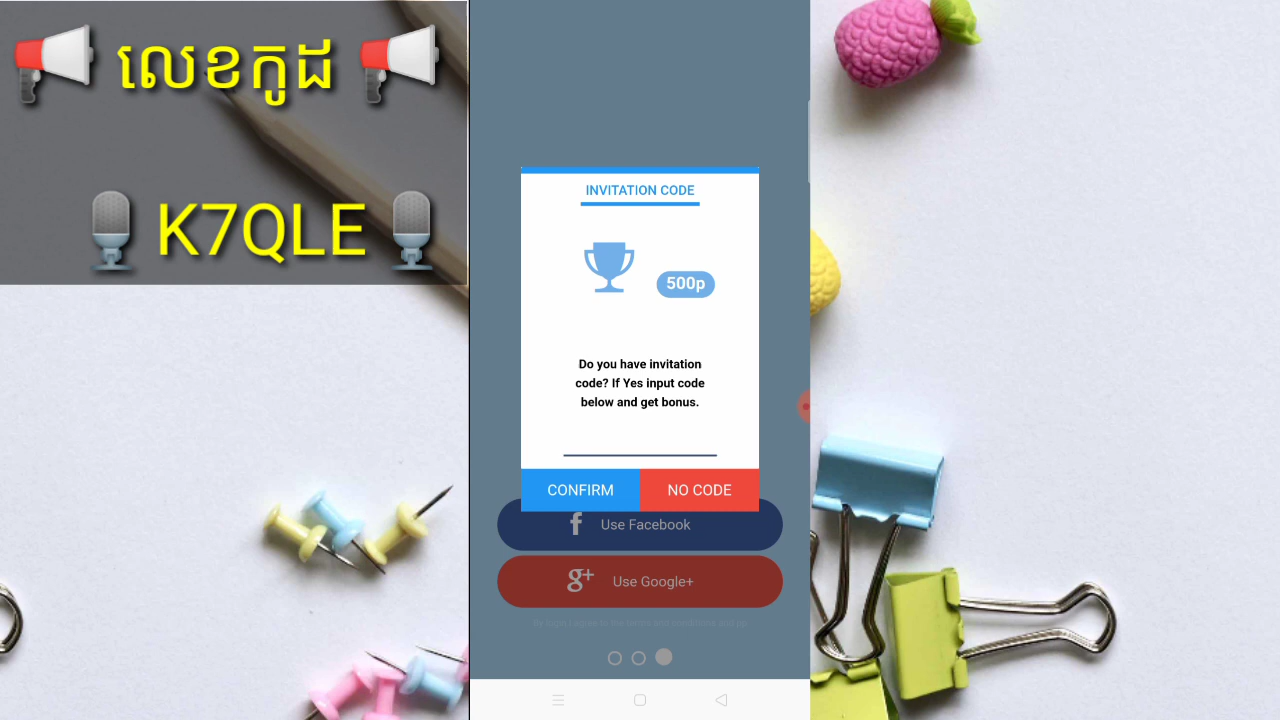 លេខកូដ
K7QLE
INVITATION CODE
500p
Do you have invitation
code? If Yes input code
below and get bonus.
CONFIRM
NO CODE
f Use Facebook
g+ Use Google+